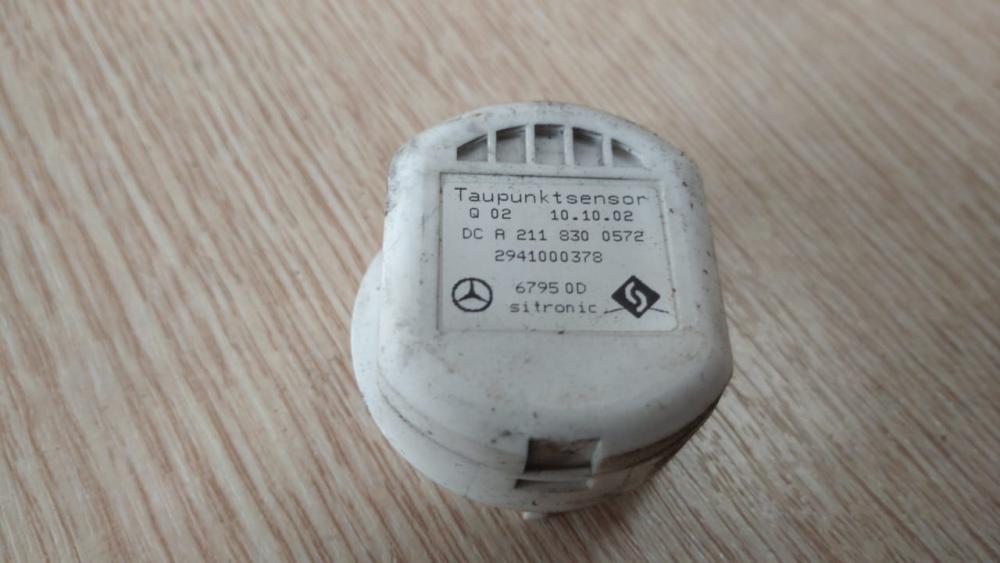 Taupunktsensor
Q 02 10.10.02
DC A 211 830 0572
2941000378
6795 0D
sitronic